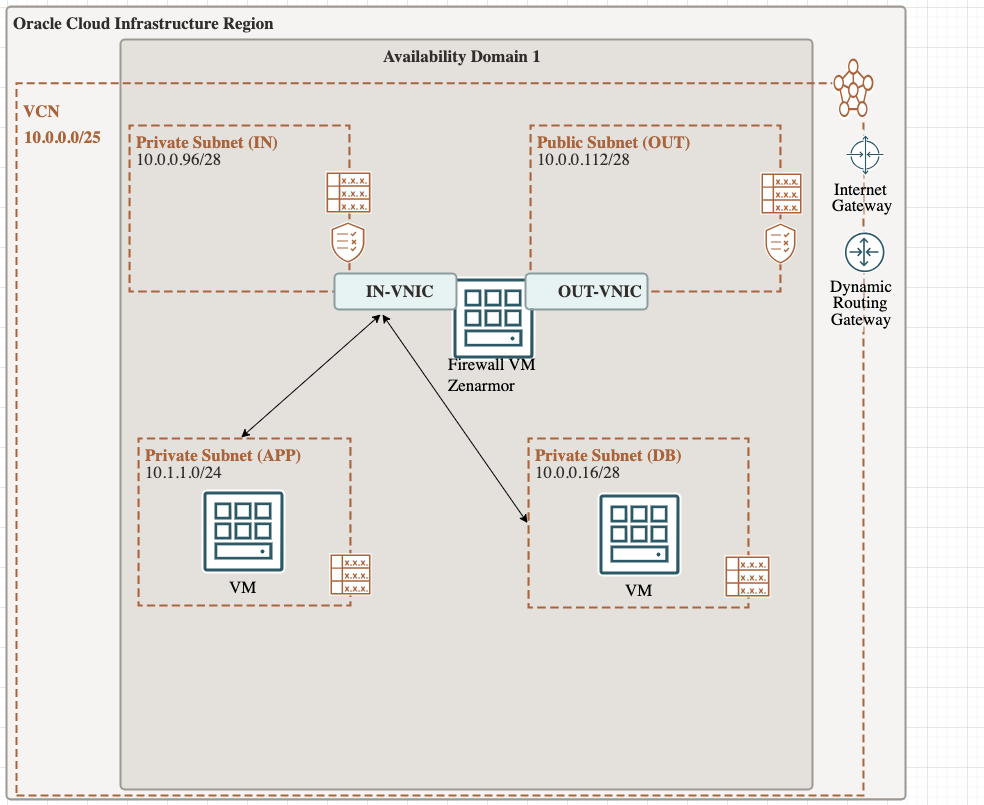 Oracle Cloud Infrastructure Region
Availability Domain 1
VCN
10.0.0.0/25
Private Subnet (IN)
10.0.0.96/28
x.x.x.
x.x.x.
x.x.x.
Public Subnet (OUT)
10.0.0.112/28
x.x.x.
x.x.x.
x.x.x.
Internet
Gateway
Dynamic
Routing
Gateway
IN-VNIC
OUT-VNIC
Firewall VM
Zenarmor
Private Subnet (APP)
10.1.1.0/24
VM
x.x.x.
x.x.x.
x.x.x.
Private Subnet (DB)
10.0.0.16/28
VM
x.x.x.
x.x.x.
x.x.x.